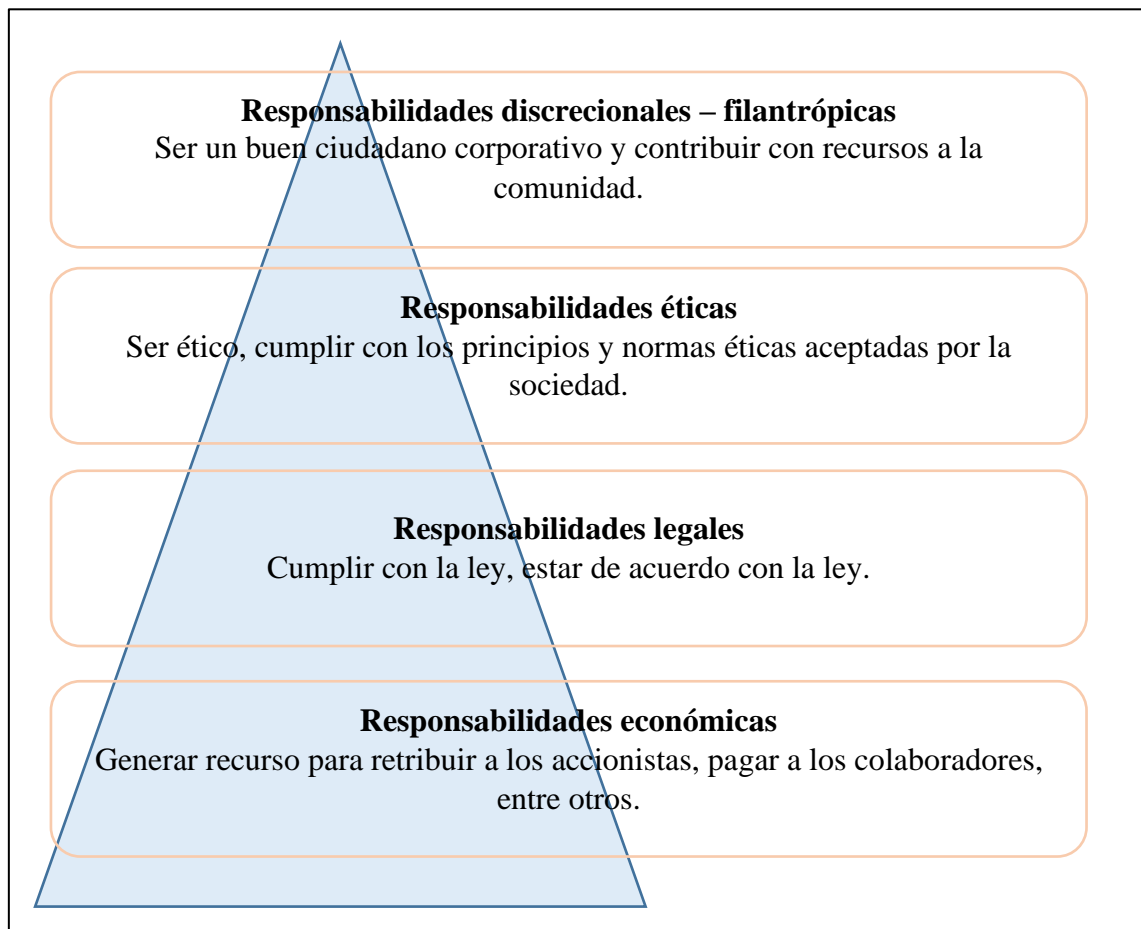 Responsabilidades discrecionales – filantrópicas
Ser un buen ciudadano corporativo y contribuir con recursos a la
comunidad.
Responsabilidades éticas
Ser ético, cumplir con los principios y normas éticas aceptadas por la
sociedad.
Responsabilidades legales
Cumplir con la ley, estar de acuerdo con la ley.
Responsabilidades económicas
Generar recurso para retribuir a los accionistas, pagar a los colaboradores,
entre otros.